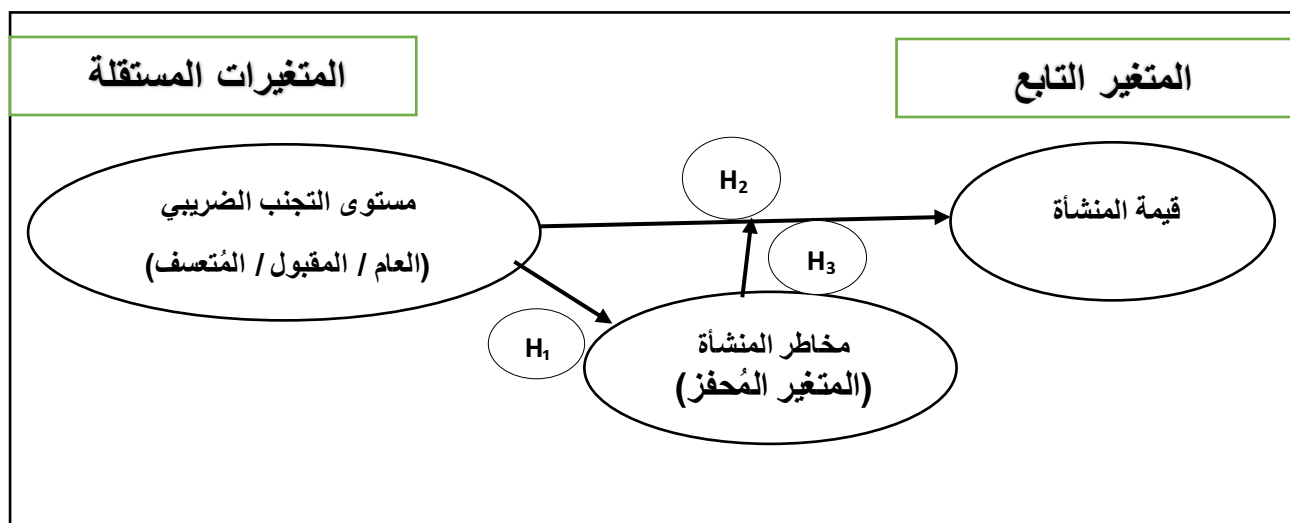 المتغيرات المستقلة
المتغير التابع
مستوى التجنب الضريبي
(العام / المقبول / المُتعسف)
H₂
قيمة المنشأة
H₃
H₁
مخاطر المنشأة
(المتغير المُحفز)